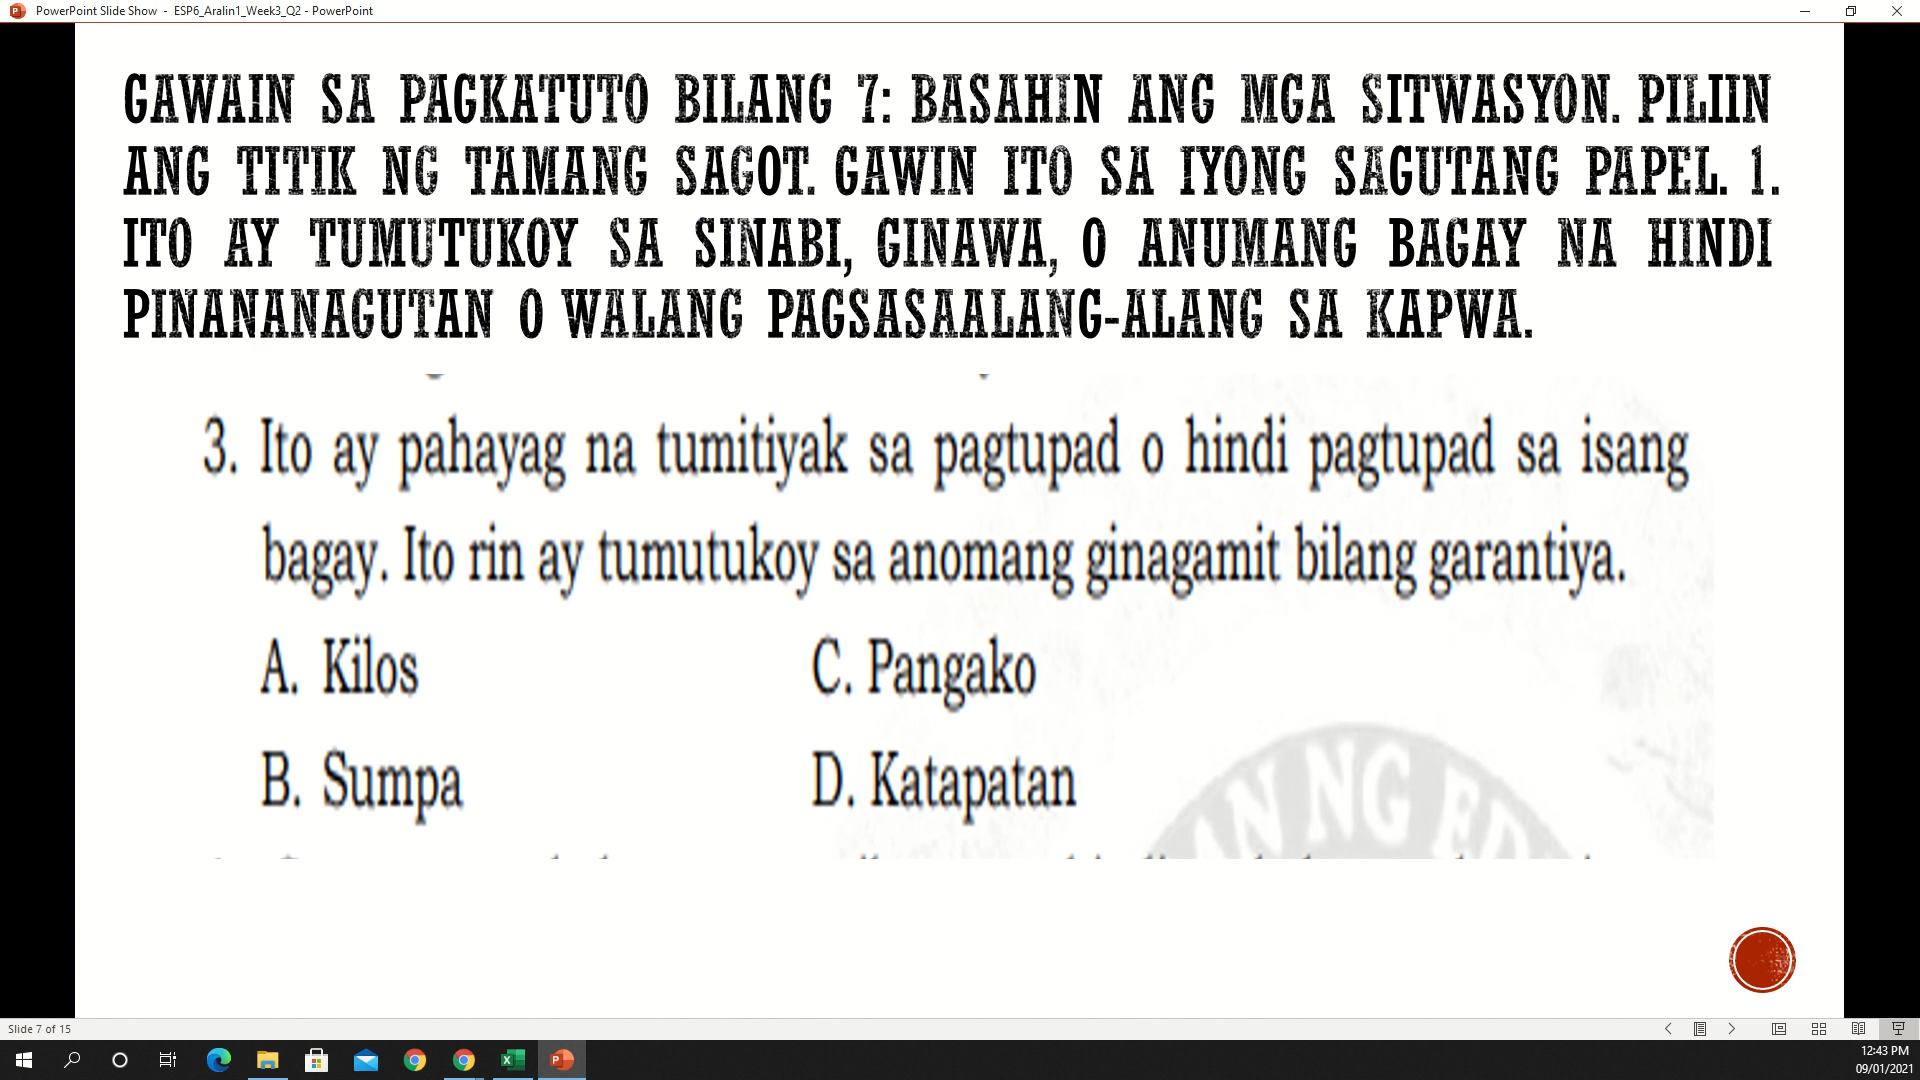 PowerPoint Slide Show - ESP6_Aralin1_Week3_Q2 - PowerPoint
GAWAIN SA PAGKATUTO BILANG 7: BASAHIN ANG MGA SITWASYON. PILIIN
ANG TITIK NG TAMANG SAGOT. GAWIN ITO SA IYONG SAGUTANG PAPEL. 1.
ITO AY TUMUTUKOY SA SINABI, GINAWA, O ANUMANG BAGAY NA HINDI
PINANANAGUTAN O WALANG PAGSASAALANG-ALANG SA KAPWA.
3. Ito ay pahayag na tumitiyak sa pagtupad o hindi pagtupad sa isang
bagay. Ito rin ay tumutukoy sa anomang ginagamit bilang garantiya.
A. Kilos
C. Pangako
B. Sumpa
D. Katapatan
AN NG ED
Slide 7 of 15
12:43 PM
09/01/2021